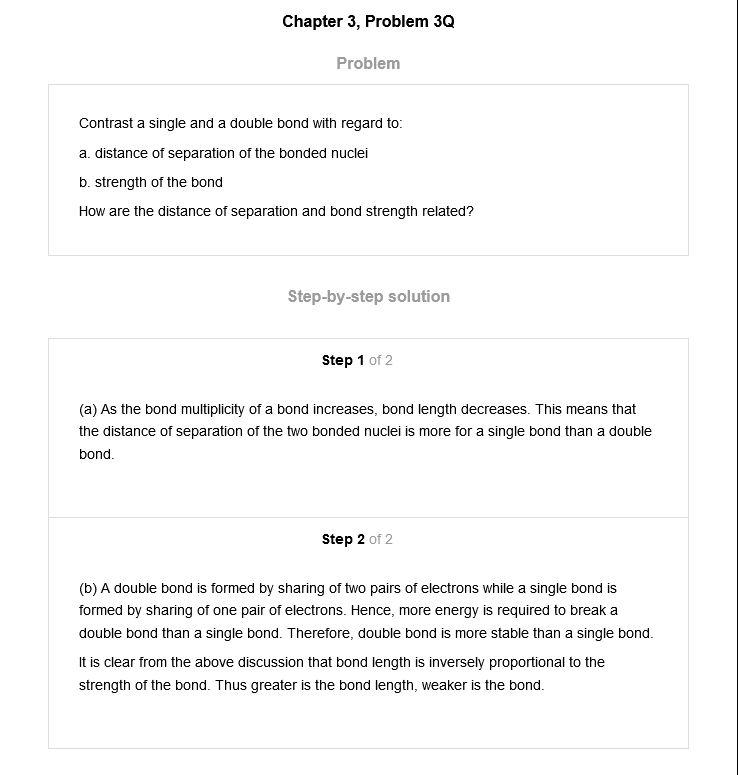 Chapter 3, Problem 3Q
Problem
Contrast a single and a double bond with regard to:
a. distance of separation of the bonded nuclei
b. strength of the bond
How are the distance of separation and bond strength related?
Step-by-step solution
Step 1 of 2
(a) As the bond multiplicity of a bond increases, bond length decreases. This means that
the distance of separation of the two bonded nuclei is more for a single bond than a double
bond.
Step 2 of 2
(b) A double bond is formed by sharing of two pairs of electrons while a single bond is
formed by sharing of one pair of electrons. Hence, more energy is required to break a
double bond than a single bond. Therefore, double bond is more stable than a single bond.
It is clear from the above discussion that bond length is inversely proportional to the
strength of the bond. Thus greater is the bond length, weaker is the bond.